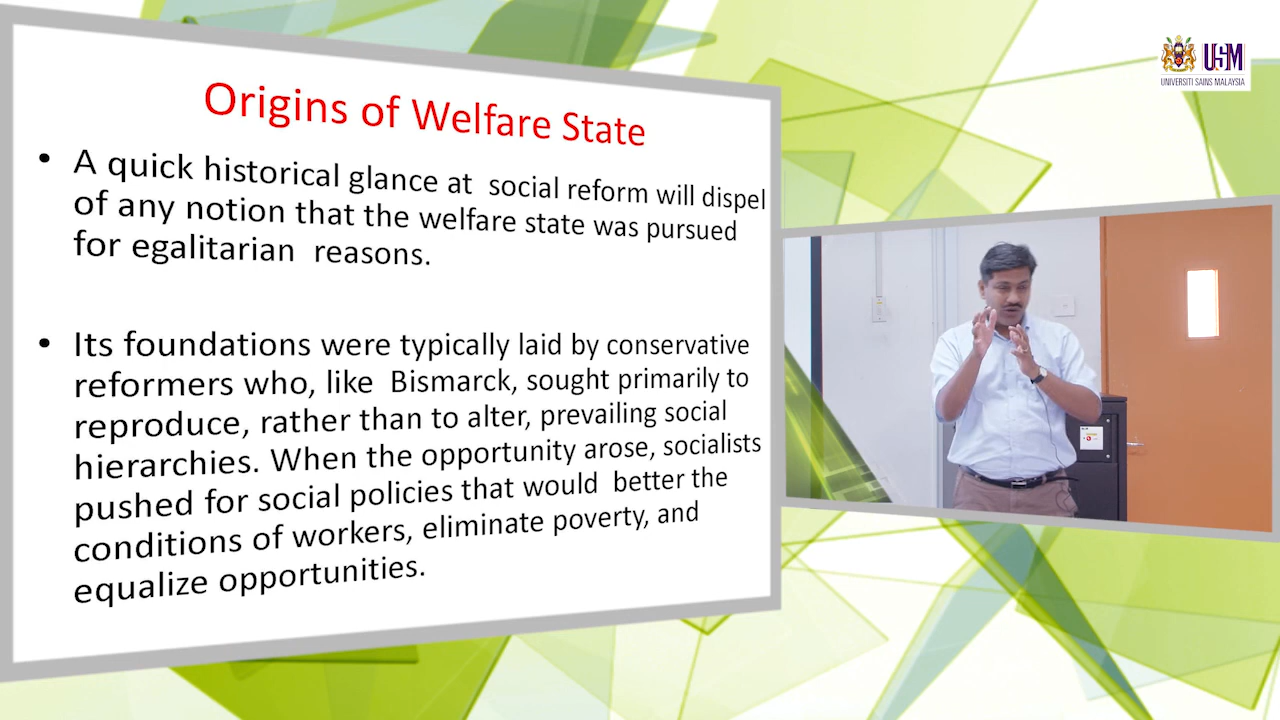 Origins of Welfare State
• A quick historical glance at social reform will dispel
of any notion that the welfare state was pursued
for egalitarian reasons.
• Its foundations were typically laid by conservative
reformers who, like Bismarck, sought primarily to
reproduce, rather than to alter, prevailing social
hierarchies. When the opportunity arose, socialists
pushed for social policies that would better the
conditions of workers, eliminate poverty, and
equalize opportunities.
USM
UNIVERSITI SAINS MALAYSIA